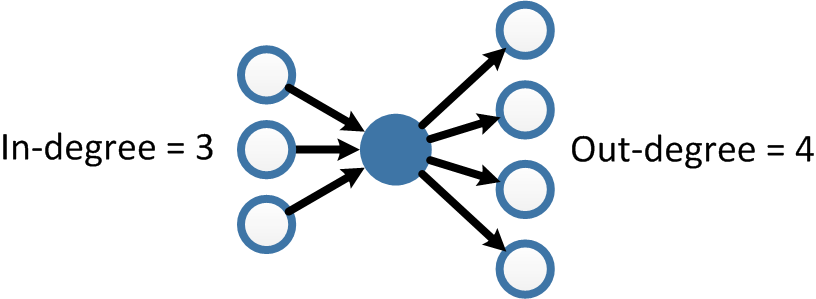 In-degree = 3
Out-degree = 4